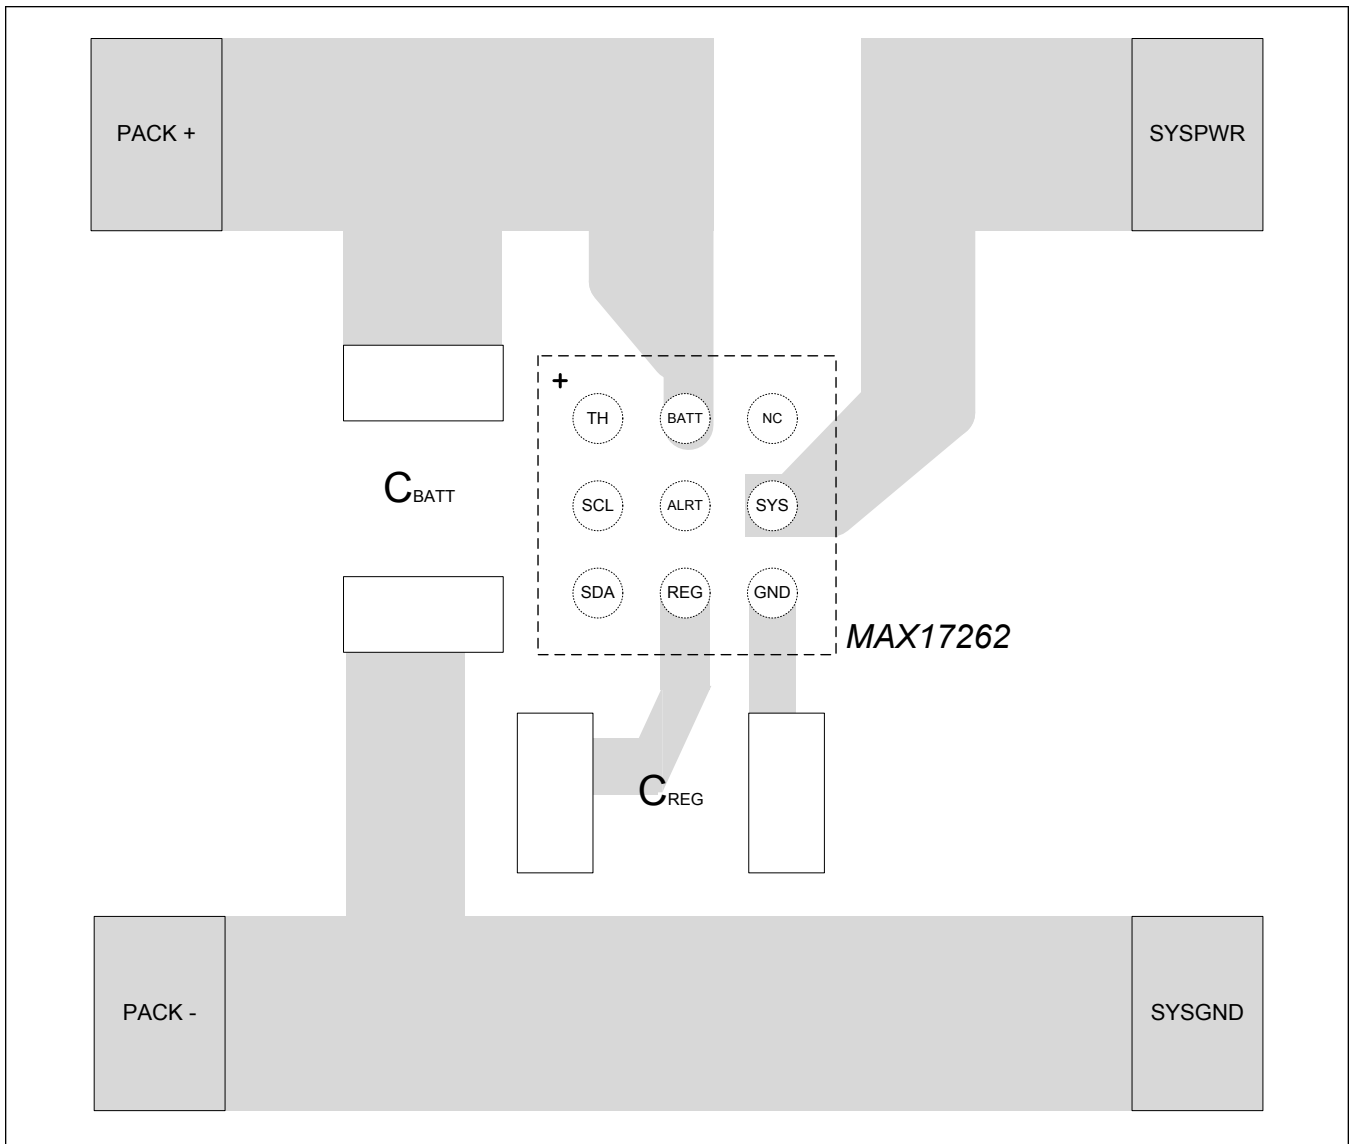 PACK +
SYSPWR
+
TH BATT NC
CBATT
SCL ALRT SYS
SDA REG GND
MAX17262
CREG
PACK -
SYSGND